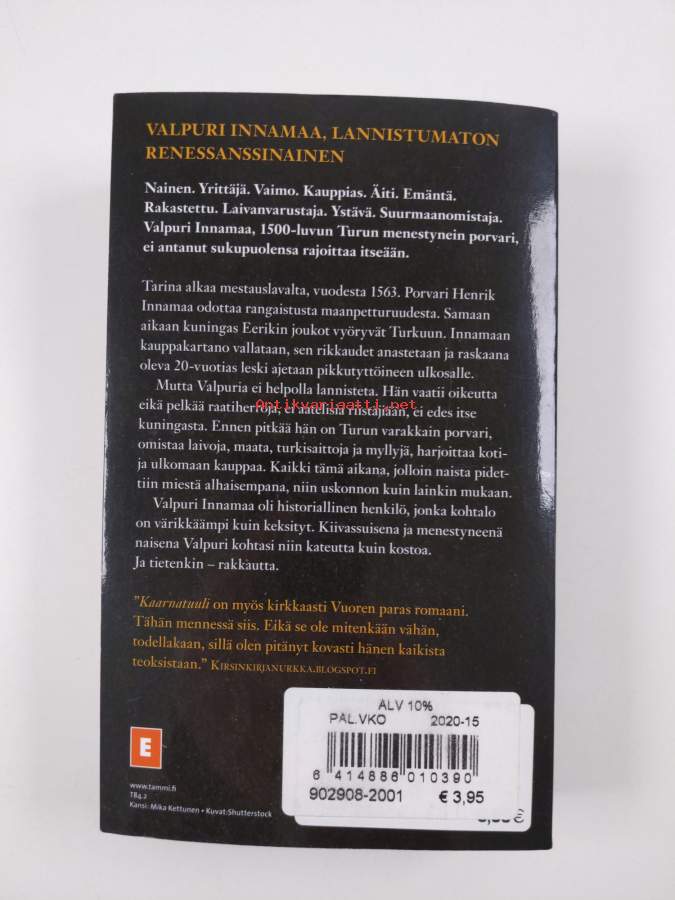 VALPURI INNAMAA, LANNISTUMATON
RENESSANSSINAINEN
Nainen. Yrittäjä. Vaimo. Kauppias. Äiti. Emäntä.
Rakastettu. Laivanvarustaja. Ystävä. Suurmaanomistaja.
Valpuri Innamaa, 1500-luvun Turun menestynein porvari,
ei antanut sukupuolensa rajoittaa itseään.
Tarina alkaa mestauslavalta, vuodesta 1563. Porvari Henrik
Innamaa odottaa rangaistusta maanpetturuudesta. Samaan
aikaan kuningas Eerikin joukot vyöryvät Turkuun. Innamaan
kauppakartano vallataan, sen rikkaudet anastetaan ja raskaana
oleva 20-vuotias leski ajetaan pikkutyttöineen ulkosalle.
Mutta Valpuria ei helpolla lannisteta. Hän vaatii oikeutta
eikä pelkää raatiherroja, ei aatelisia riistäjiään, ei edes itse
Antikvariaatti.net
kuningasta. Ennen pitkää hän on Turun varakkain porvari,
omistaa laivoja, maata, turkisaittoja ja myllyjä, harjoittaa koti-
ja ulkomaan kauppaa. Kaikki tämä aikana, jolloin naista pidet-
tiin miestä alhaisempana, niin uskonnon kuin lainkin mukaan.
Valpuri Innamaa oli historiallinen henkilö, jonka kohtalo
on värikkäämpi kuin keksityt. Kiivassuisena ja menestyneenä
naisena Valpuri kohtasi niin kateutta kuin kostoa.
Ja tietenkin – rakkautta.
"Kaarnatuuli on myös kirkkaasti Vuoren paras romaani.
Tähän mennessä siis. Eikä se ole mitenkään vähän,
todellakaan, sillä olen pitänyt kovasti hänen kaikista
teoksistaan." KIRSINKIRJANURKKA.BLOGSPOT.FI
E
www.tammi.fi
T84.2
Kansi: Mika Kettunen • Kuvat: Shutterstock
ALV 10%
PAL.VKO 2020-15
6 414886 010390
902908-2001 € 3,95